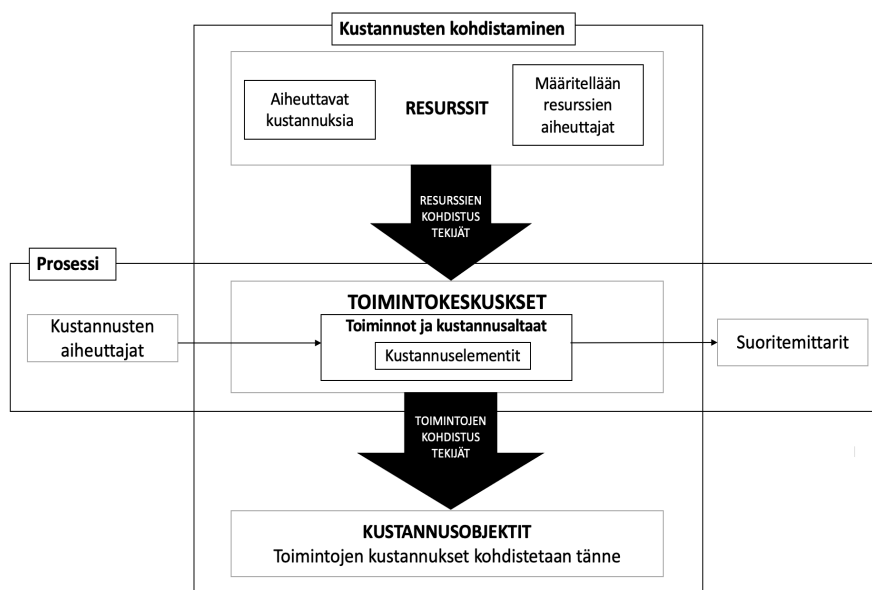 Kustannusten kohdistaminen
Aiheuttavat
kustannuksia
RESURSSIT
Määritellään
resurssien
aiheuttajat
RESURSSIEN
KOHDISTUS
TEKIJÄT
Prosessi
TOIMINTOKESKUKSET
Kustannusten
aiheuttajat
Toiminnot ja kustannusaltaat
Kustannuselementit
Suoritemittarit
TOIMINTOJEN
KOHDISTUS
TEKIJÄT
KUSTANNUSOBJEKTIT
Toimintojen kustannukset kohdistetaan tänne